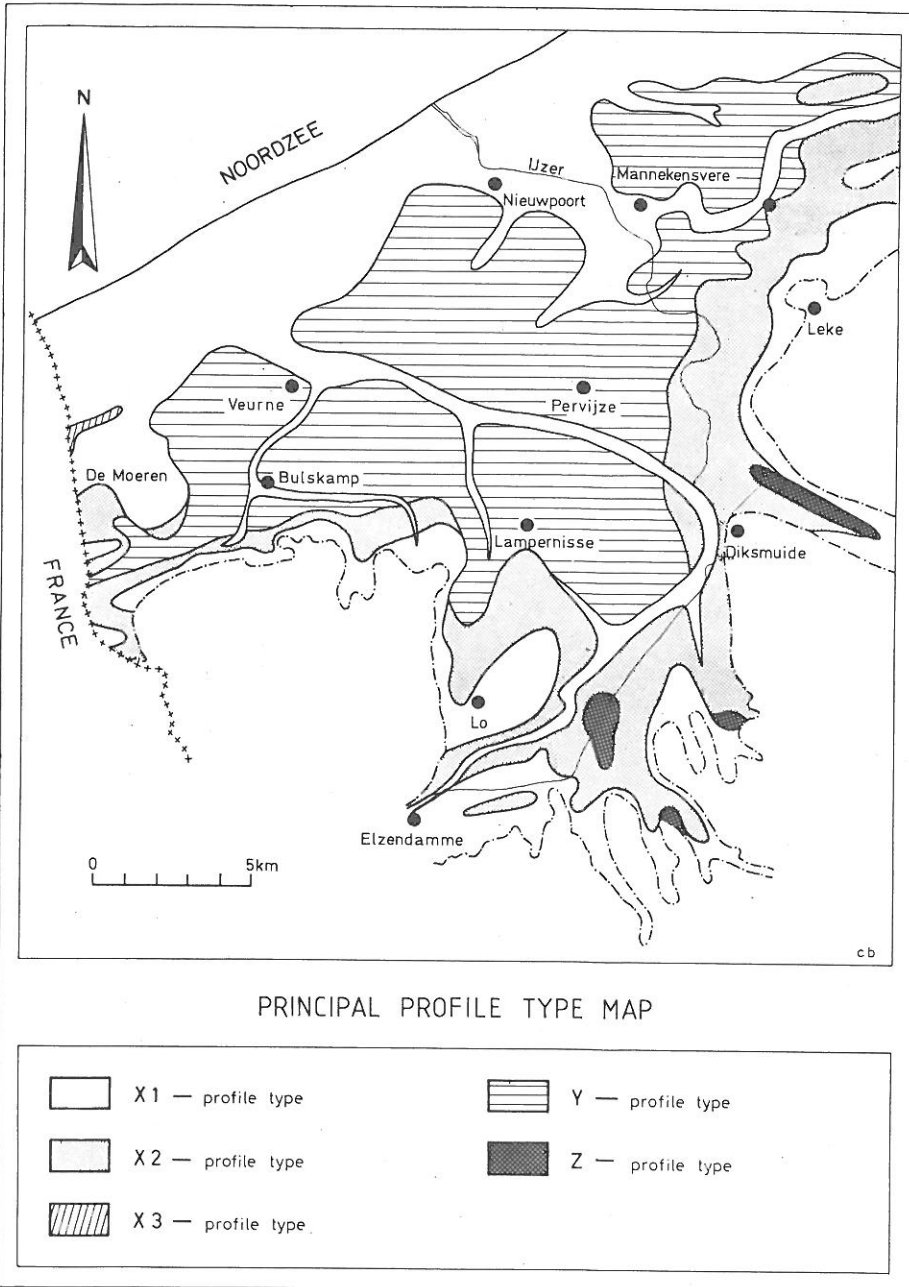 N
NOORDZEE
IJzer
Mannekensvere
Nieuwpoort
Leke
Veurne
Pervijze
De Moeren
Bulskamp
Lampernisse
Diksmuide
FRANCE
Lo
Elzendamme
0 5km
cb
PRINCIPAL PROFILE TYPE MAP
X1 — profile type
Y — profile type
X2 — profile type
Z — profile type
X3 — profile type.